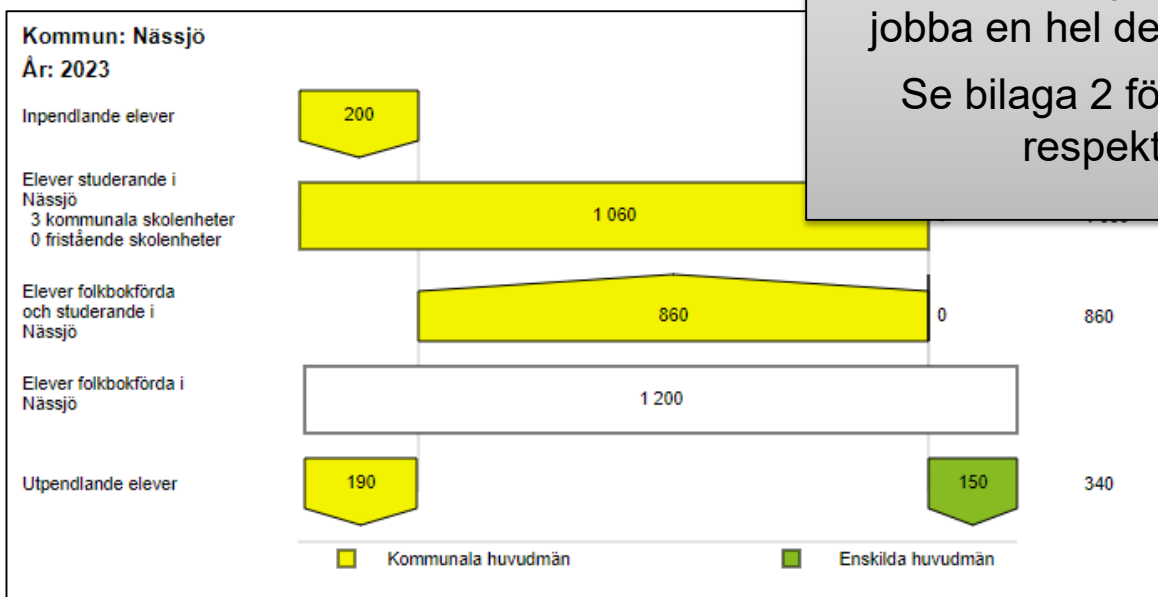 jobba en hel de
Se bilaga 2 fö
respekt
Kommun: Nässjö
År: 2023
Inpendlande elever
200
Elever studerande i
Nässjö
3 kommunala skolenheter
0 fristående skolenheter
1 060
Elever folkbokförda
och studerande i
Nässjö
860
0
860
Elever folkbokförda i
Nässjö
1 200
Utpendlande elever
190
150
340
Kommunala huvudmän
Enskilda huvudmän